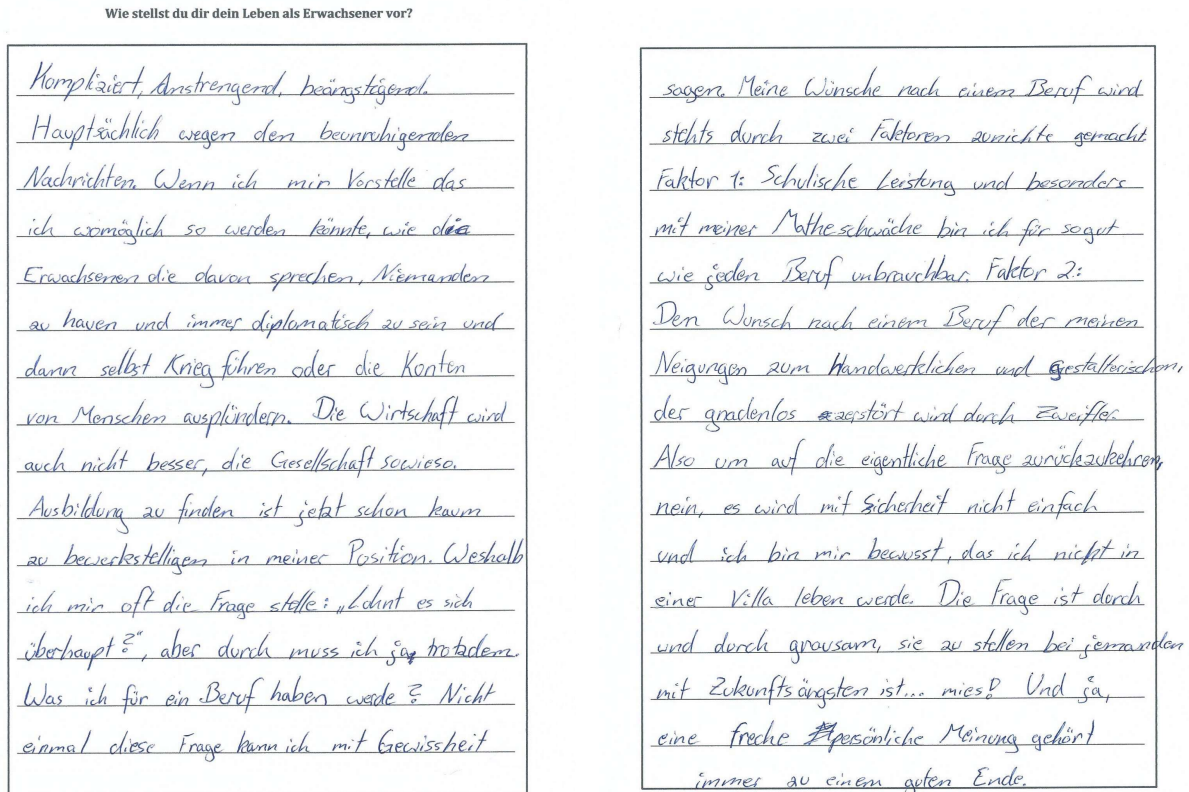 Wie stellst du dir dein Leben als Erwachsener vor?
Kompliziert, Anstrengend, beängstigend.
Hauptsächlich wegen den beunruhigenden
Nachrichten. Wenn ich mir Vorstelle das
ich womöglich so werden könnte, wie die
Erwachsenen die davon sprechen, Niemanden
zu hauen und immer diplomatisch zu sein und
dann selbst Krieg führen oder die Konten
von Menschen ausplündern. Die Wirtschaft wird
auch nicht besser, die Gesellschaft sowieso.
Ausbildung zu finden ist jetzt schon kaum
zu bewerkstelligen in meiner Position. Weshalb
ich mir oft die Frage stelle: „Lohnt es sich
überhaupt?“, aber durch muss ich ja trotzdem.
Was ich für ein Beruf haben werde? Nicht
einmal diese Frage kann ich mit Gewissheit
sagen. Meine Wünsche nach einem Beruf wird
stehts durch zwei Faktoren zunichte gemacht
Faktor 1: Schulische Leistung und besonders
mit meiner Matheschwäche bin ich für so gut
wie jeden Beruf unbrauchbar. Faktor 2:
Den Wunsch nach einem Beruf der meinen
Neigungen zum Handwerklichen und Gestallterischen,
der gnadenlos zerstört wird durch Zweifler.
Also um auf die eigentliche Frage zurückzukehren,
nein, es wird mit Sicherheit nicht einfach
und ich bin mir bewusst, das ich nicht in
einer Villa leben werde. Die Frage ist durch
und durch grausam, sie zu stellen bei jemanden
mit Zukunftsängsten ist... mies! Und ja,
eine freche persönliche Meinung gehört
immer zu einem guten Ende.